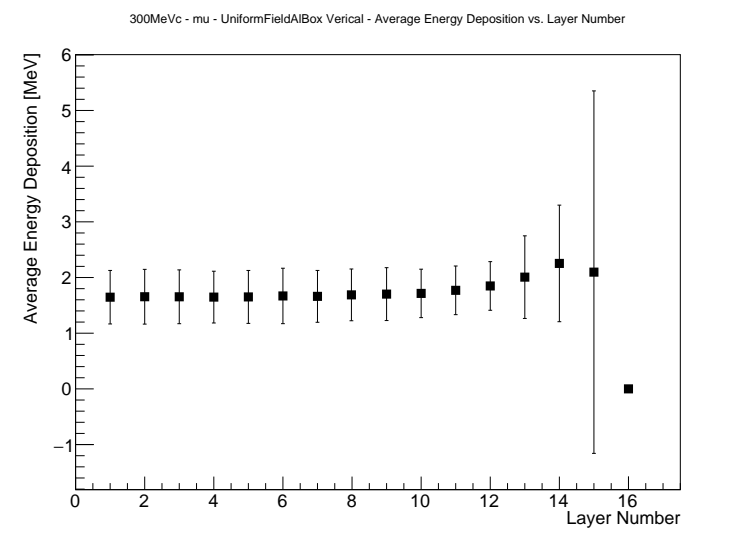 300MeVc - mu - UniformFieldAlBox Verical - Average Energy Deposition vs. Layer Number
Average Energy Deposition [MeV]
6
5
4
3
2
1
0
−1
0 2 4 6 8 10 12 14 16
Layer Number